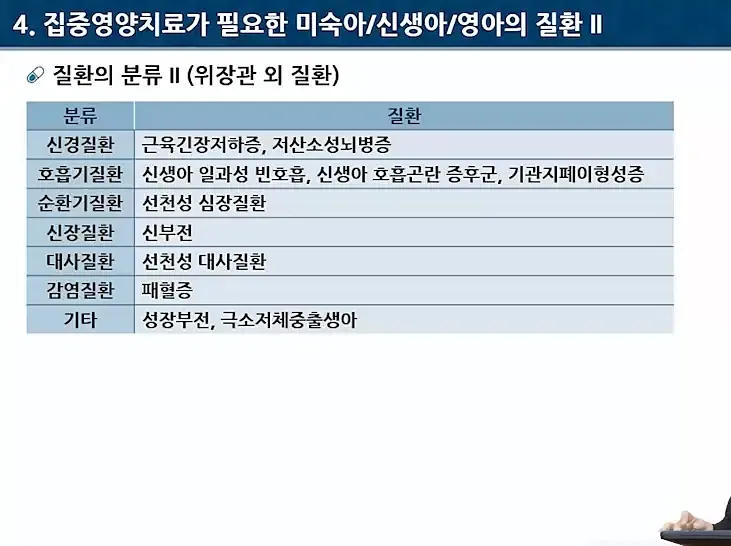 4. 집중영양치료가 필요한 미숙아/신생아/영아의 질환 II
질환의 분류 II (위장관 외 질환)
분류 질환
신경질환 근육긴장저하증, 저산소성뇌병증
호흡기질환 신생아 일과성 빈호흡, 신생아 호흡곤란 증후군, 기관지폐이형성증
순환기질환 선천성 심장질환
신장질환 신부전
대사질환 선천성 대사질환
감염질환 패혈증
기타 성장부전, 극소저체중출생아